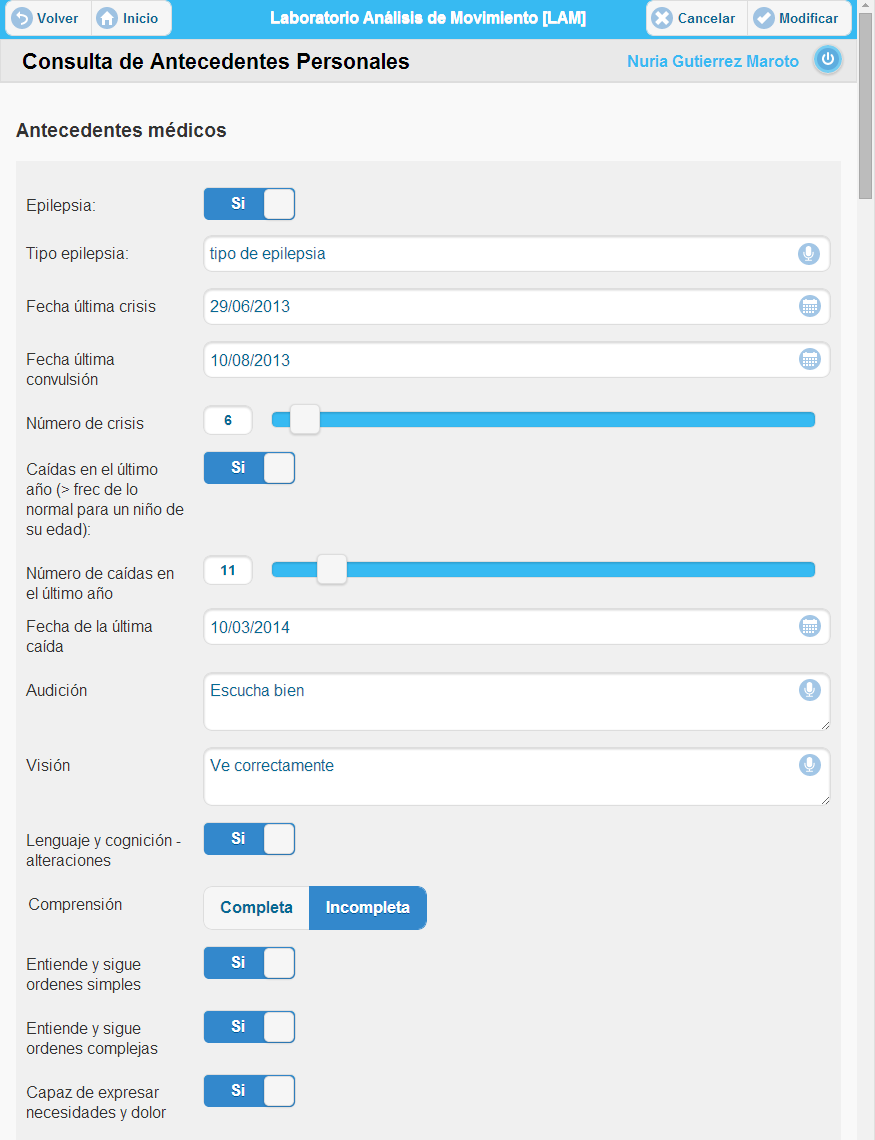 Volver Inicio Laboratorio Análisis de Movimiento [LAM] Cancelar Modificar
Consulta de Antecedentes Personales Nuria Gutierrez Maroto
Antecedentes médicos
Epilepsia: Si
Tipo epilepsia: tipo de epilepsia
Fecha última crisis 29/06/2013
Fecha última
convulsión 10/08/2013
Número de crisis 6
Caídas en el último Si
año (> frec de lo
normal para un niño de
su edad):
Número de caídas en 11
el último año
Fecha de la última 10/03/2014
caída
Audición Escucha bien
Visión Ve correctamente
Lenguaje y cognición - Si
alteraciones
Comprensión Completa Incompleta
Entiende y sigue Si
ordenes simples
Entiende y sigue Si
ordenes complejas
Capaz de expresar Si
necesidades y dolor